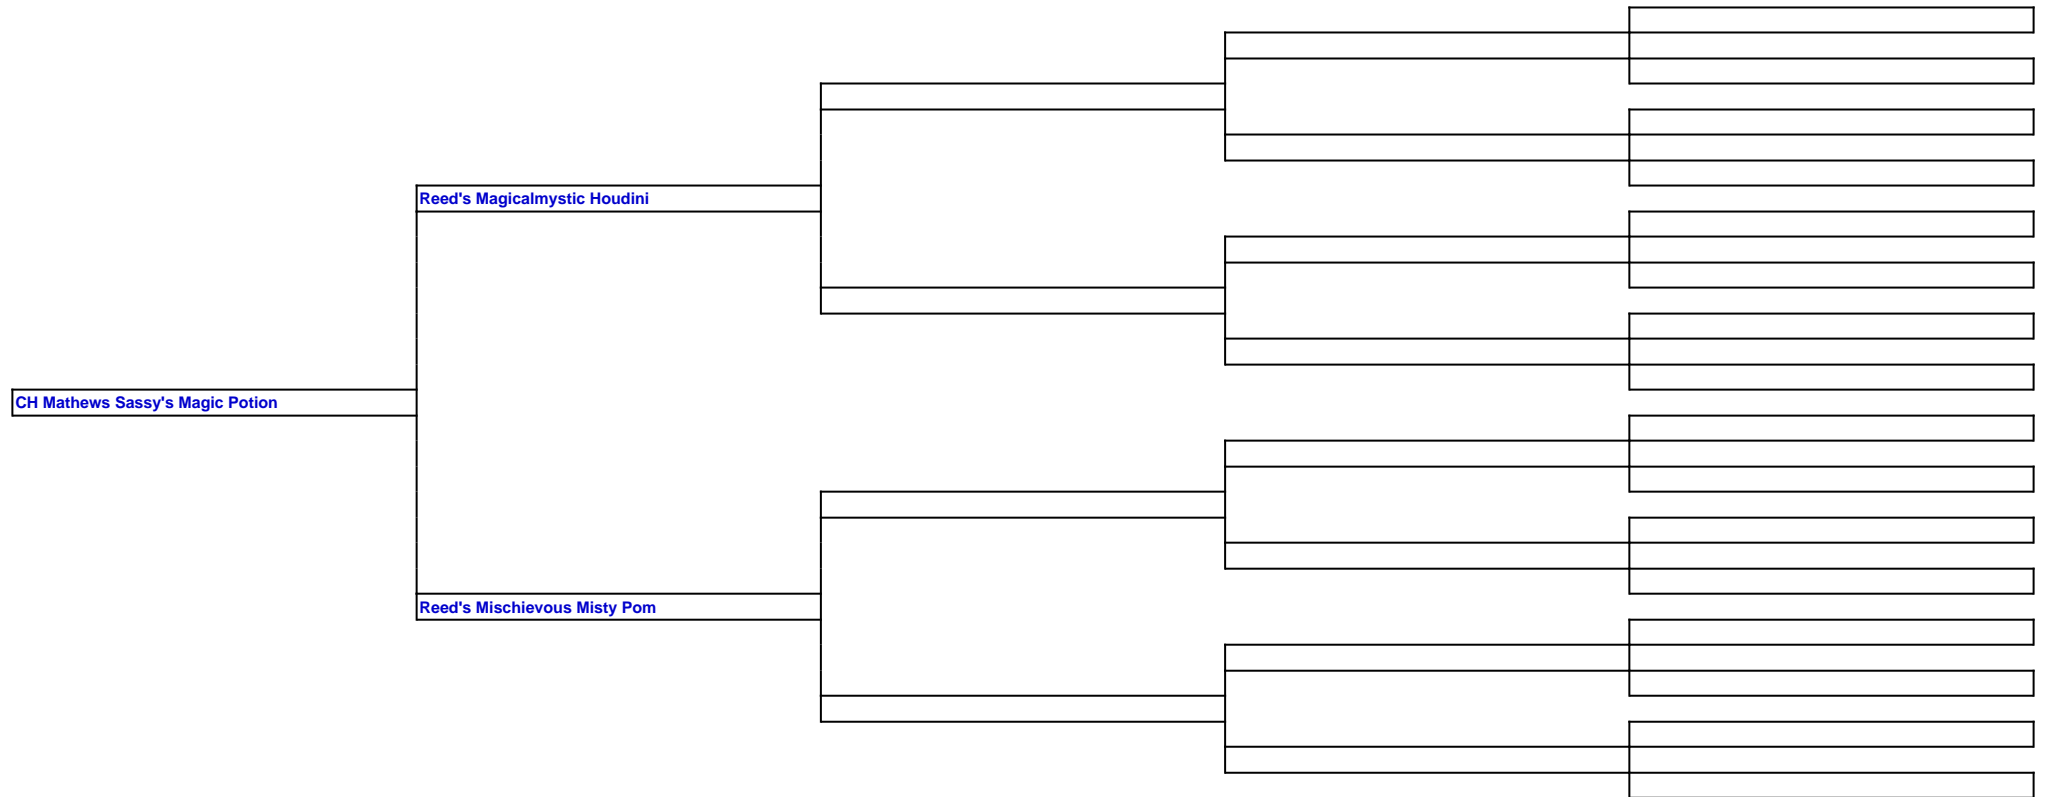 Reed's Magicalmystic Houdini
CH Mathews Sassy's Magic Potion
Reed's Mischievous Misty Pom